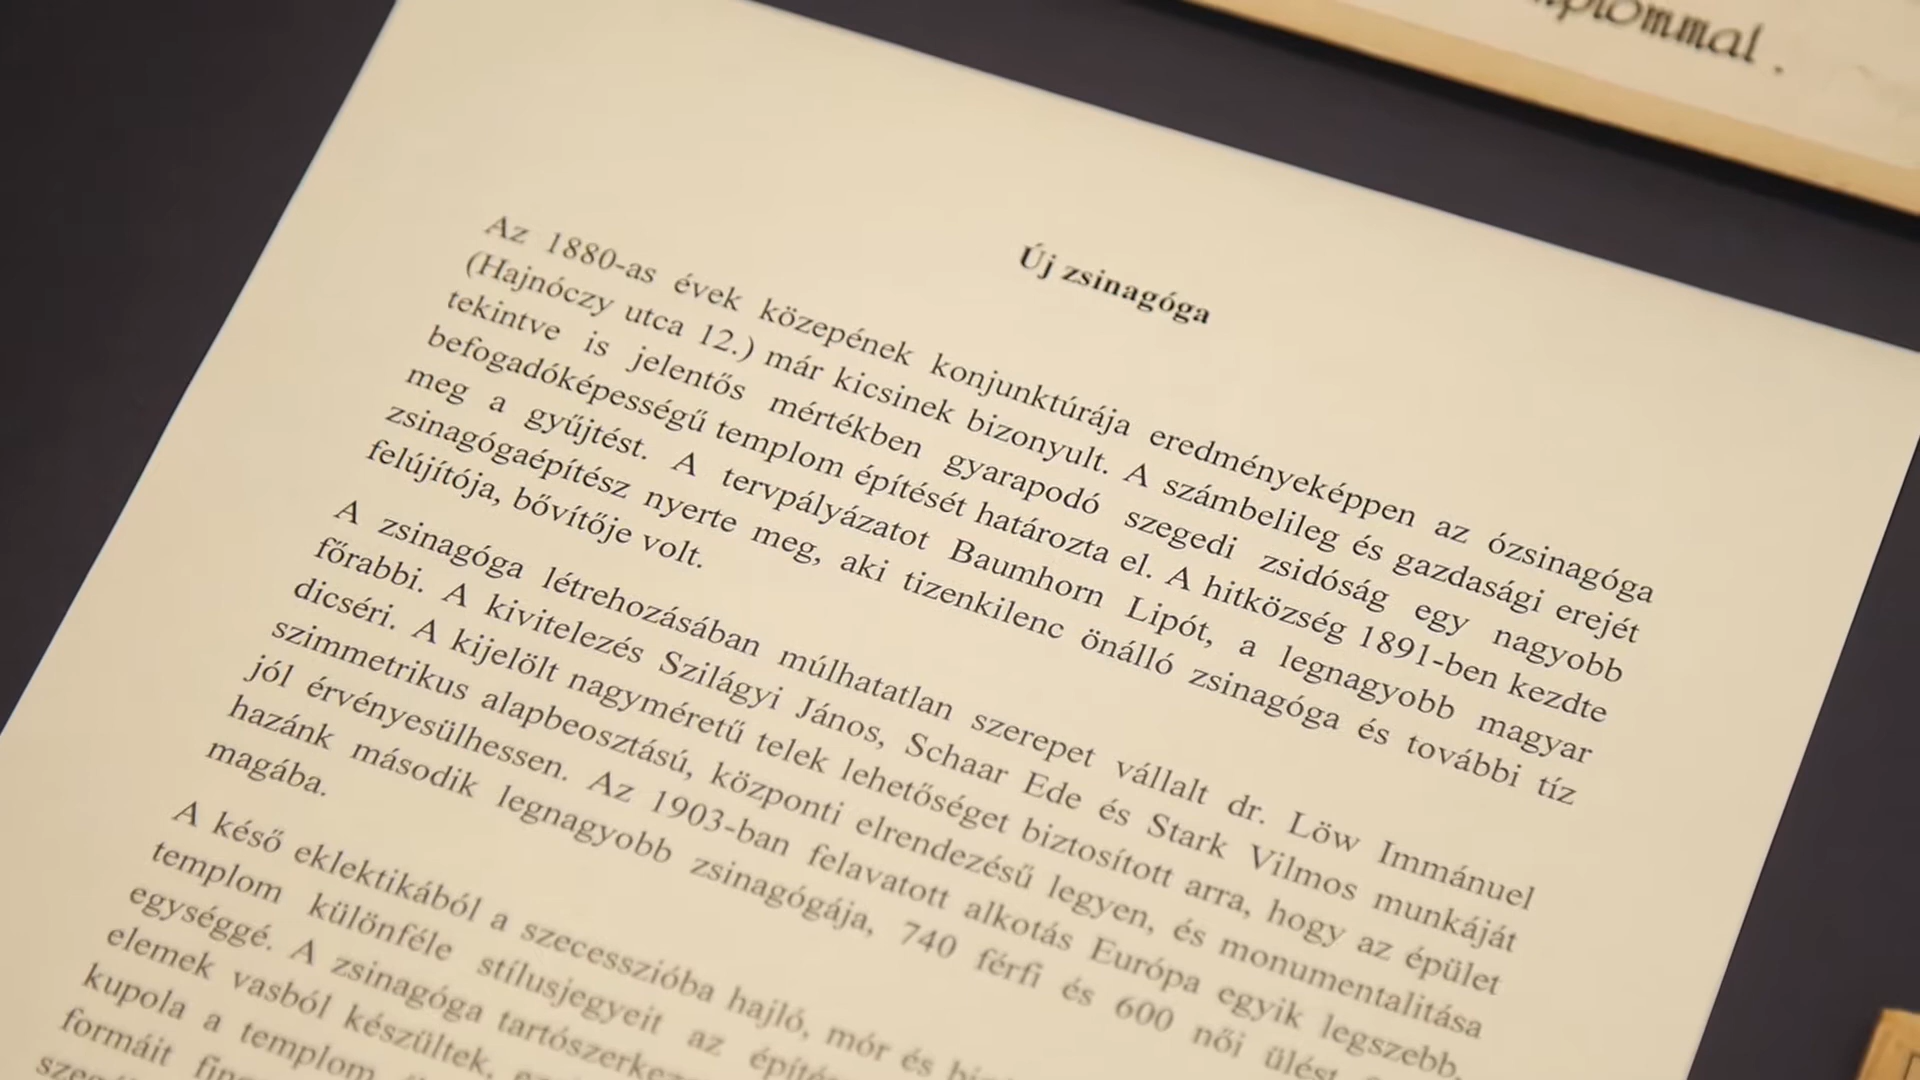 plommal.
Új zsinagóga
Az 1880-as évek közepének konjunktúrája eredményeképpen az ózsinagóga
(Hajnóczy utca 12.) már kicsinek bizonyult. A számbelileg és gazdasági erejét
tekintve is jelentős mértékben gyarapodó szegedi zsidóság egy nagyobb
befogadóképességű templom építését határozta el. A hitközség 1891-ben kezdte
meg a gyűjtést. A tervpályázatot Baumhorn Lipót, a legnagyobb magyar
zsinagógaépítész nyerte meg, aki tizenkilenc önálló zsinagóga és további tíz
felújítója, bővítője volt.
A zsinagóga létrehozásában múlhatatlan szerepet vállalt dr. Löw Immánuel
főrabbi. A kivitelezés Szilágyi János, Schaar Ede és Stark Vilmos munkáját
dicséri. A kijelölt nagyméretű telek lehetőséget biztosított arra, hogy az épület
szimmetrikus alapbeosztású, központi elrendezésű legyen, és monumentalitása
jól érvényesülhessen. Az 1903-ban felavatott alkotás Európa egyik legszebb,
hazánk második legnagyobb zsinagógája, 740 férfi és 600 női ülést
magába.
A késő eklektikából a szecesszióba hajló, mór és
templom különféle stílusjegyeit az
egységgé. A zsinagóga tartószerke
elemek vasból készültek,
kupola a templom
formáit